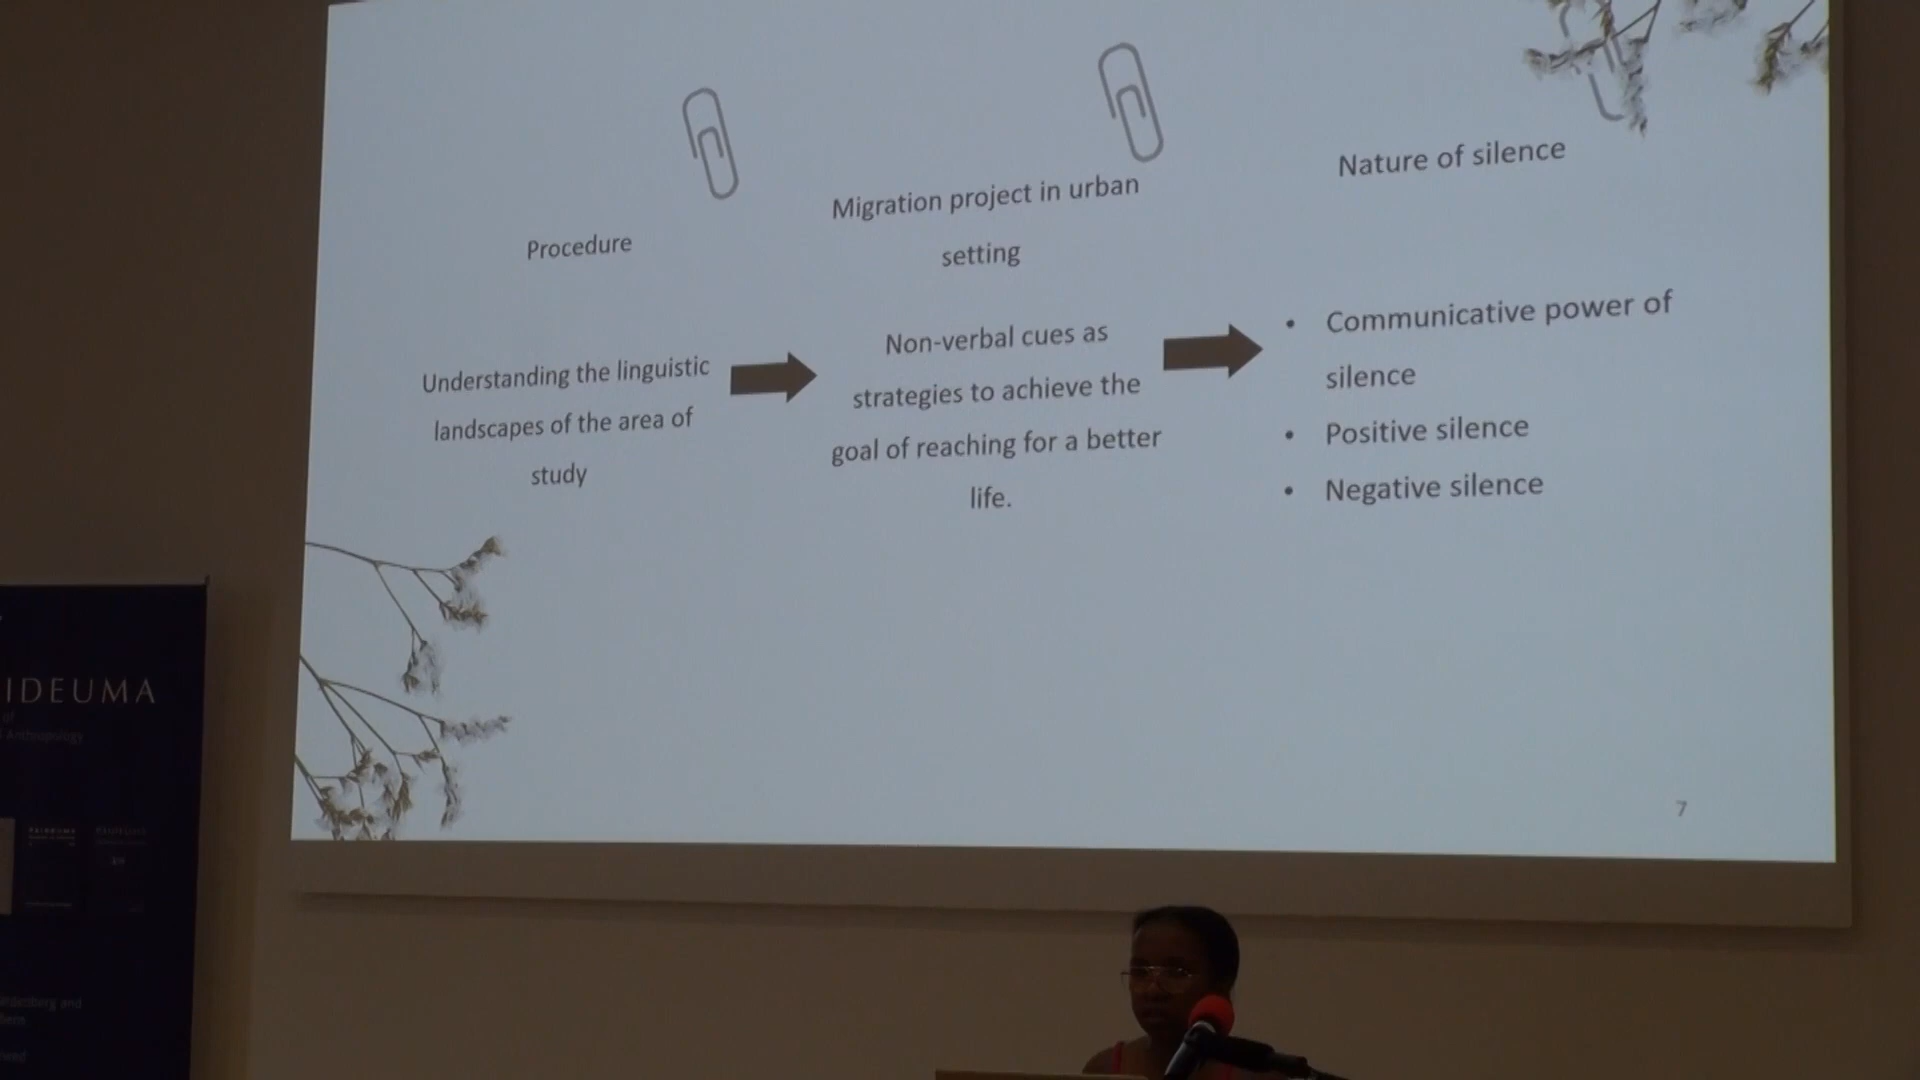 Procedure
Understanding the linguistic
landscapes of the area of
study
Migration project in urban
setting
Non-verbal cues as
strategies to achieve the
goal of reaching for a better
life.
Nature of silence
• Communicative power of
silence
• Positive silence
• Negative silence
7
IDEUMA
of
Anthropology